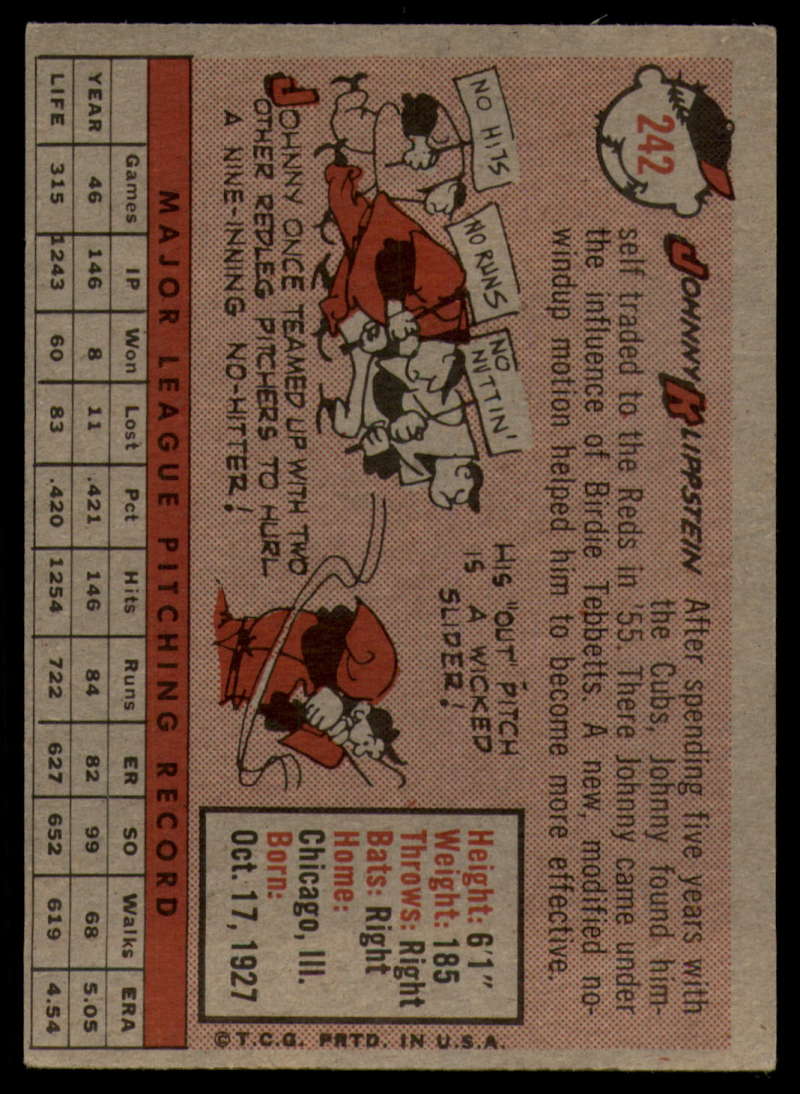 242
JOHNNY KLIPPSTEIN After spending five years with
the Cubs, Johnny found him-
self traded to the Reds in '55. There Johnny came under
the influence of Birdie Tebbetts. A new, modified no-
windup motion helped him to become more effective.
NO HITS
NO RUNS
NO
NUTTIN'
JOHNNY ONCE TEAMED UP WITH TWO
OTHER REDLEG PITCHERS TO HURL
A NINE-INNING NO-HITTER!
HIS "OUT" PITCH
IS A WICKED
SLIDER!
Height: 6'1"
Weight: 185
Throws: Right
Bats: Right
Home:
Chicago, Ill.
Born:
Oct. 17, 1927
© T.C.G. PRTD. IN U.S.A.
MAJOR LEAGUE PITCHING RECORD
Games IP Won Lost Pct Hits Runs ER SO Walks ERA
YEAR 46 146 8 11 .421 146 84 82 99 68 5.05
LIFE 315 1243 60 83 .420 1254 722 627 652 619 4.54